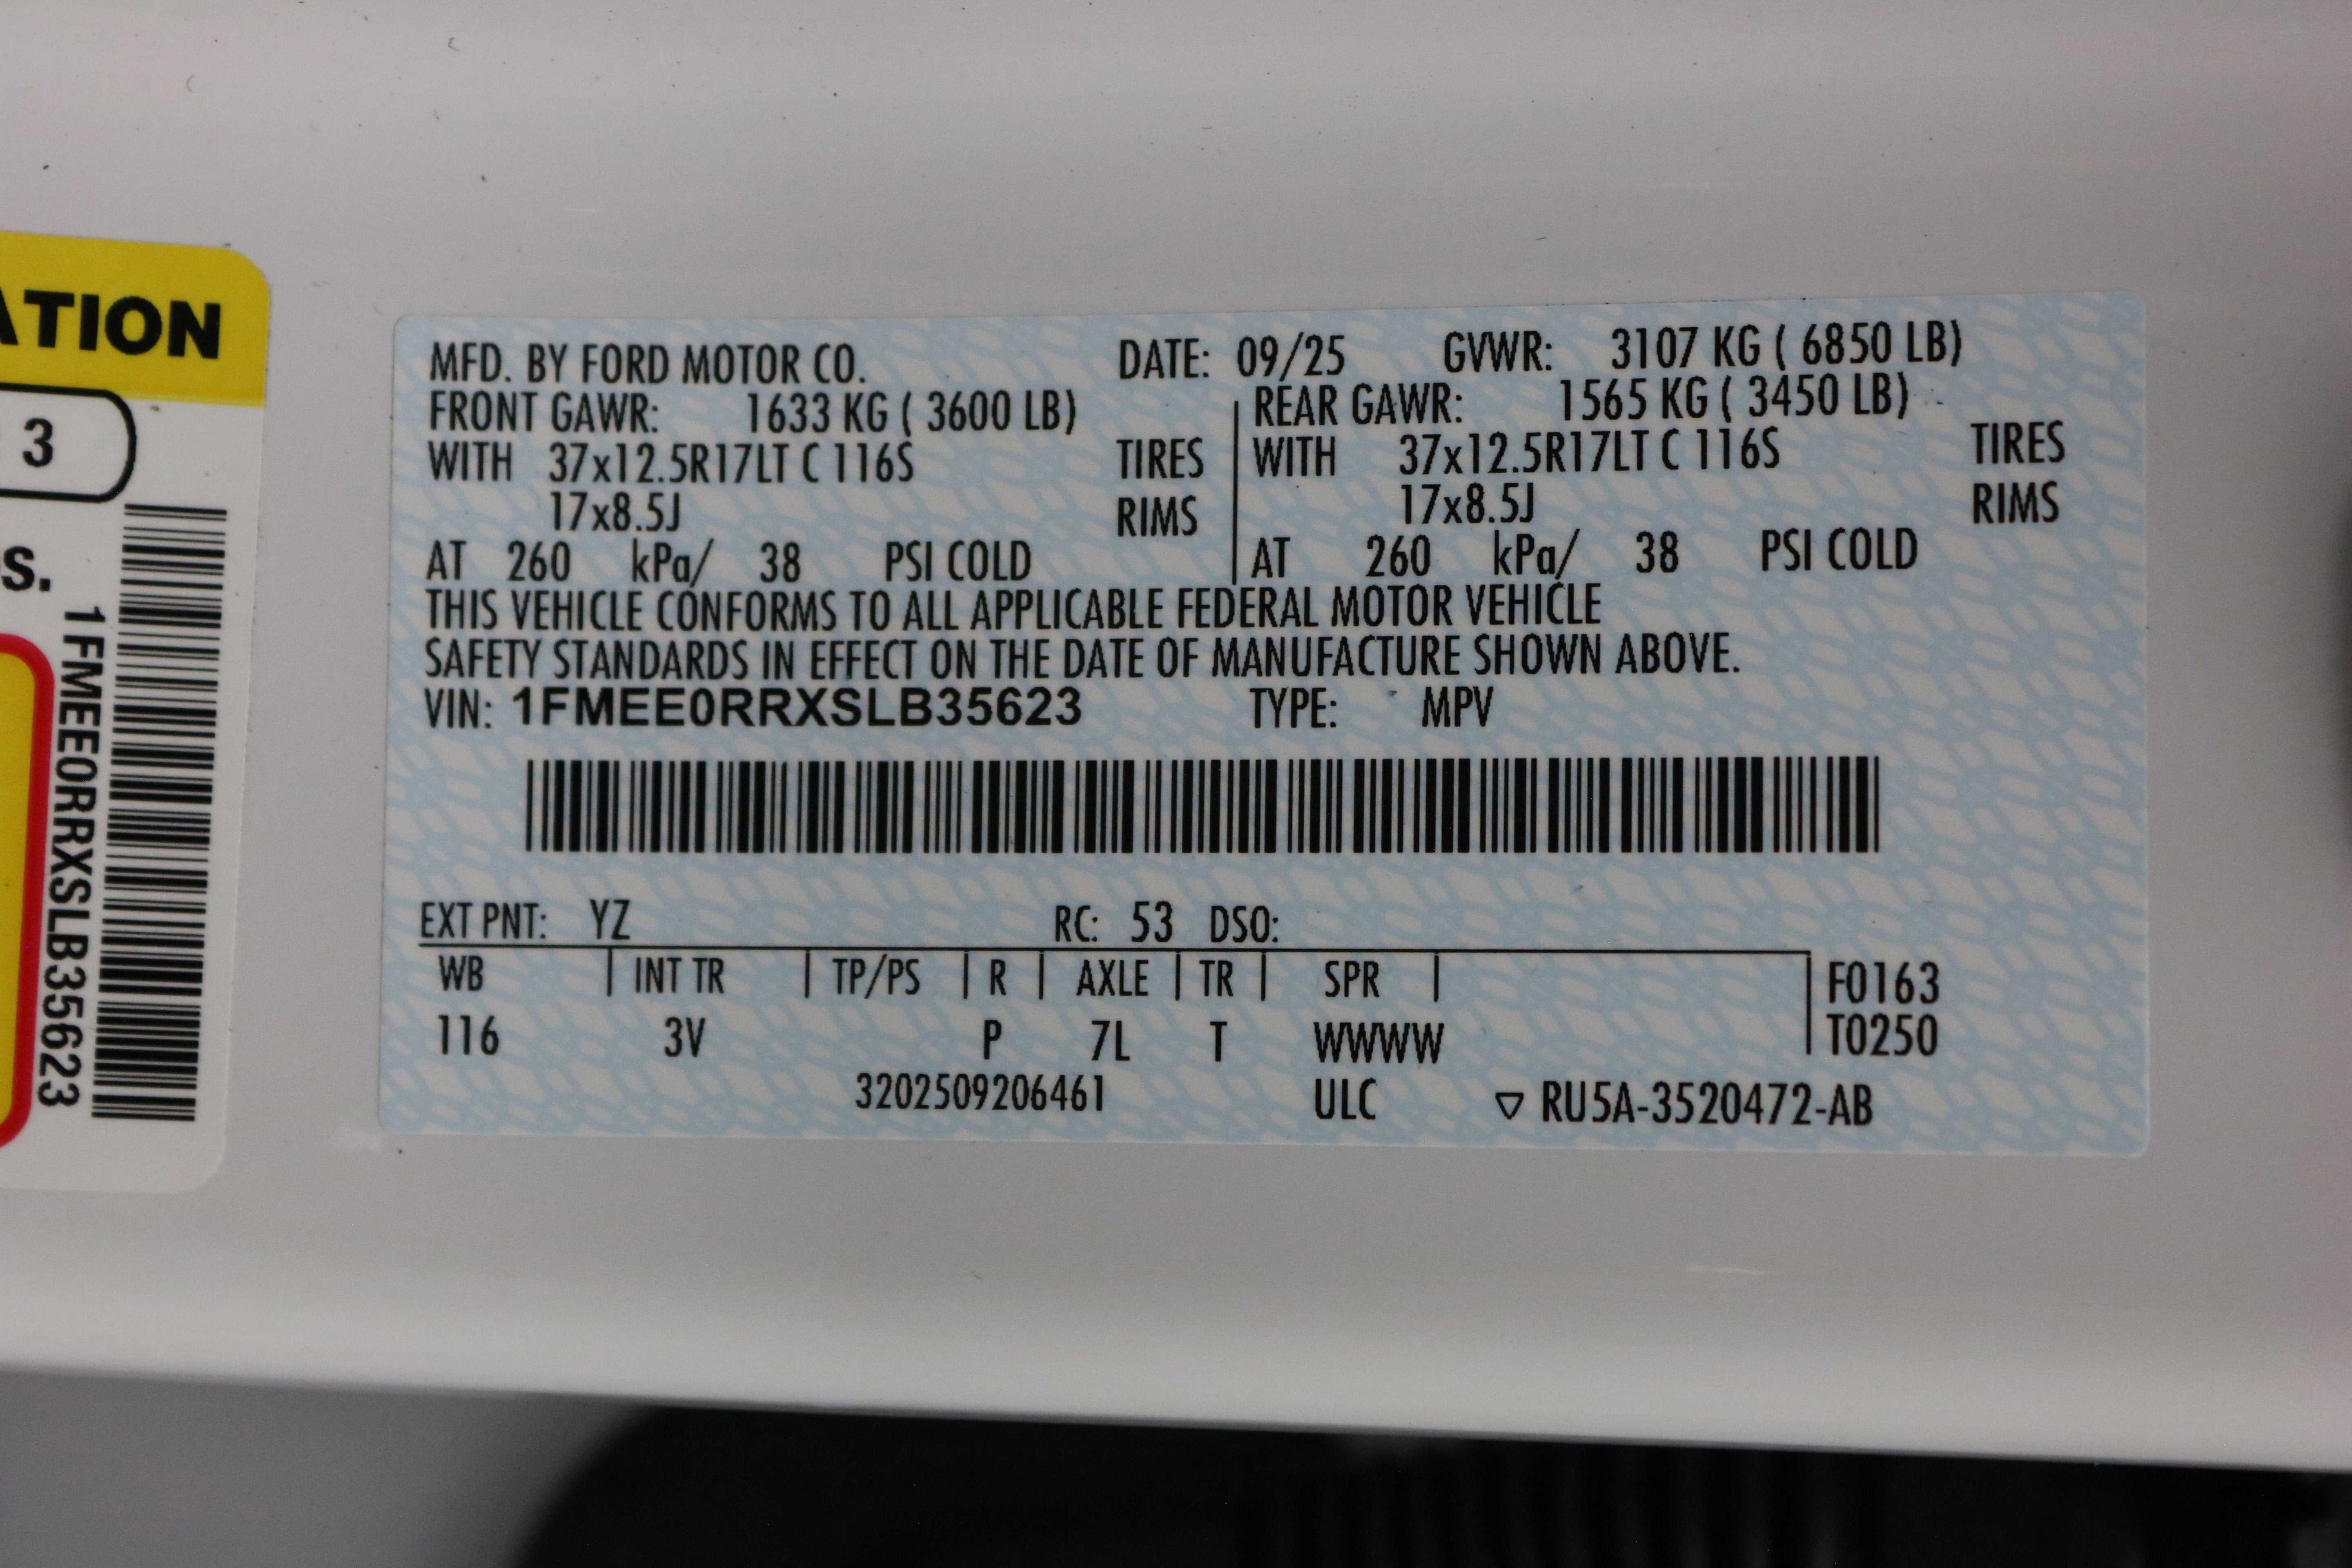 ATION
3
s.
1FMEE0RRXSLB35623
MFD. BY FORD MOTOR CO. DATE: 09/25 GVWR: 3107 KG ( 6850 LB)
FRONT GAWR: 1633 KG ( 3600 LB) REAR GAWR: 1565 KG ( 3450 LB)
WITH 37x12.5R17LT C 116S TIRES WITH 37x12.5R17LT C 116S TIRES
17x8.5J RIMS 17x8.5J RIMS
AT 260 kPa/ 38 PSI COLD AT 260 kPa/ 38 PSI COLD
THIS VEHICLE CONFORMS TO ALL APPLICABLE FEDERAL MOTOR VEHICLE
SAFETY STANDARDS IN EFFECT ON THE DATE OF MANUFACTURE SHOWN ABOVE.
VIN: 1FMEE0RRXSLB35623 TYPE: MPV
EXT PNT: YZ RC: 53 DSO:
WB | INT TR | TP/PS | R | AXLE | TR | SPR | F0163
116 3V P 7L T WWWW T0250
3202509206461 ULC ▽ RU5A-3520472-AB